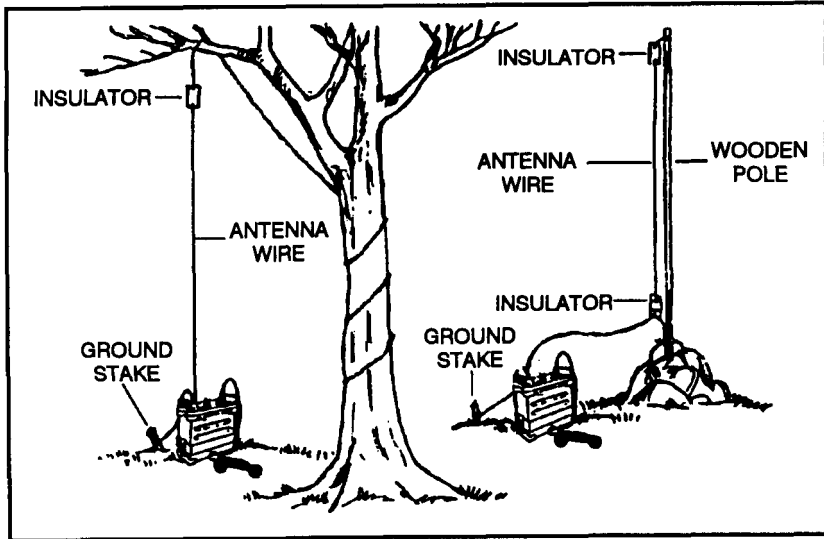 INSULATOR
ANTENNA
WIRE
GROUND
STAKE
INSULATOR
ANTENNA
WIRE
WOODEN
POLE
INSULATOR
GROUND
STAKE